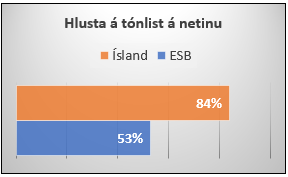 Hlusta á tónlist á netinu
Ísland ESB
84%
53%